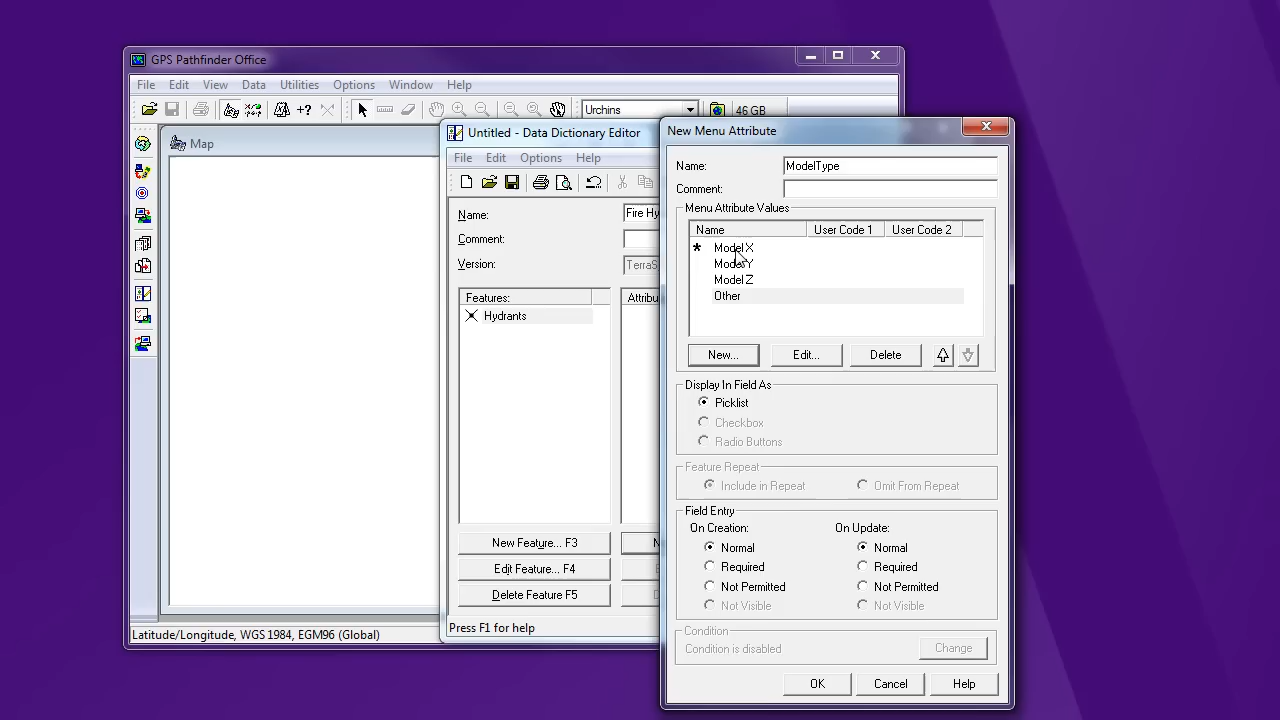 GPS Pathfinder Office
File Edit View Data Utilities Options Window Help
Urchins 46 GB
Map
Untitled - Data Dictionary Editor
File Edit Options Help
Name: Fire Hy
Comment:
Version: TerraS
Features: Attribu
Hydrants
New Feature... F3 N
Edit Feature... F4 E
Delete Feature F5 D
Press F1 for help
Latitude/Longitude, WGS 1984, EGM96 (Global)
New Menu Attribute
Name: ModelType
Comment:
Menu Attribute Values
Name User Code 1 User Code 2
* Model X
Model Y
Model Z
Other
New... Edit... Delete
Display In Field As
Picklist
Checkbox
Radio Buttons
Feature Repeat
Include in Repeat Omit From Repeat
Field Entry
On Creation: On Update:
Normal Normal
Required Required
Not Permitted Not Permitted
Not Visible Not Visible
Condition
Condition is disabled Change
OK Cancel Help